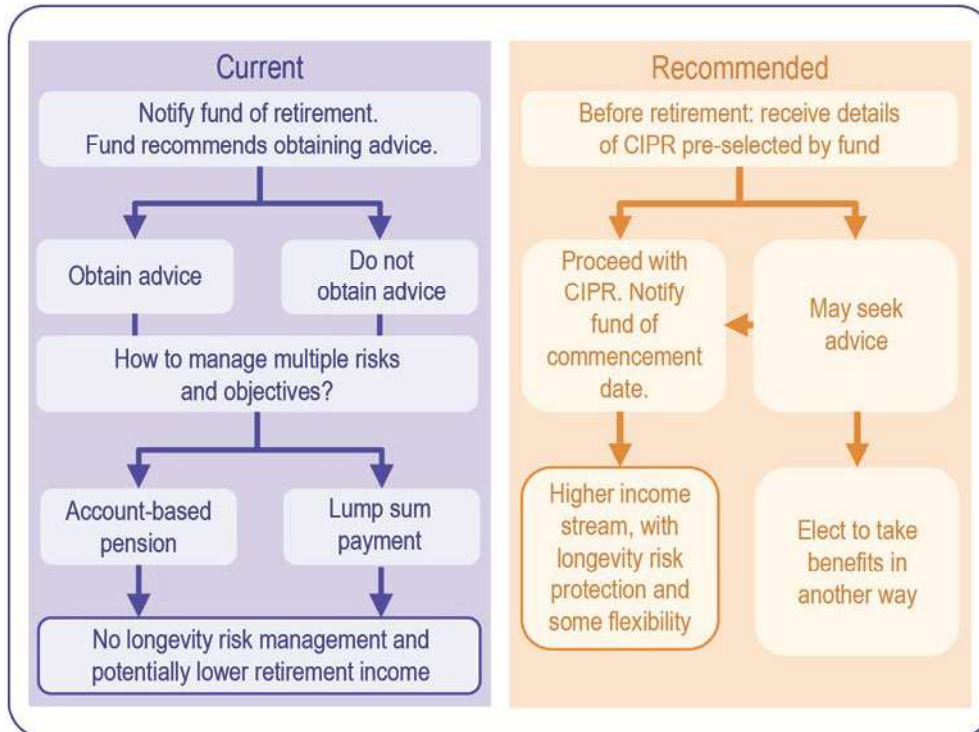 Current
Notify fund of retirement.
Fund recommends obtaining advice.
Obtain advice
Do not
obtain advice
How to manage multiple risks
and objectives?
Account-based
pension
Lump sum
payment
No longevity risk management and
potentially lower retirement income
Recommended
Before retirement: receive details
of CIPR pre-selected by fund
Proceed with
CIPR. Notify
fund of
commencement
date.
May seek
advice
Higher income
stream, with
longevity risk
protection and
some flexibility
Elect to take
benefits in
another way